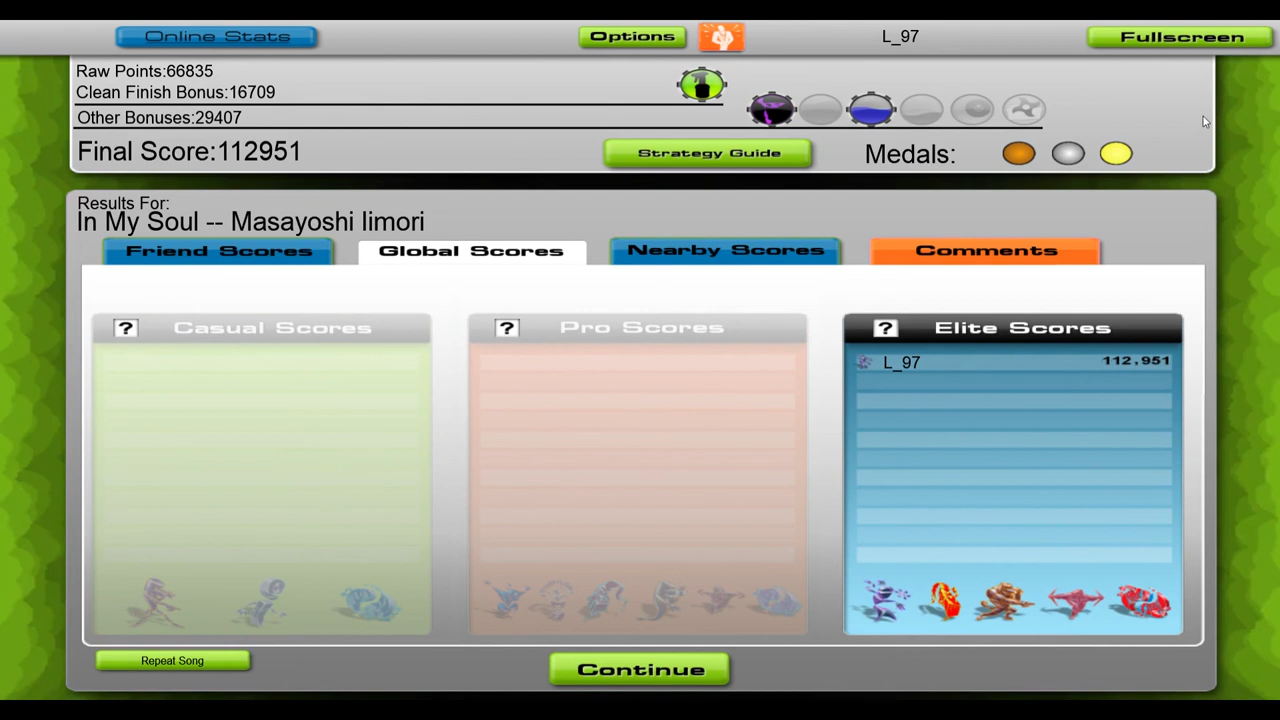 Online Stats
Options
L_97
Fullscreen
Raw Points:66835
Clean Finish Bonus:16709
Other Bonuses:29407
Final Score:112951
Strategy Guide
Medals:
Results For:
In My Soul -- Masayoshi Iimori
Friend Scores
Global Scores
Nearby Scores
Comments
? Casual Scores
? Pro Scores
? Elite Scores
L_97 112,951
Repeat Song
Continue